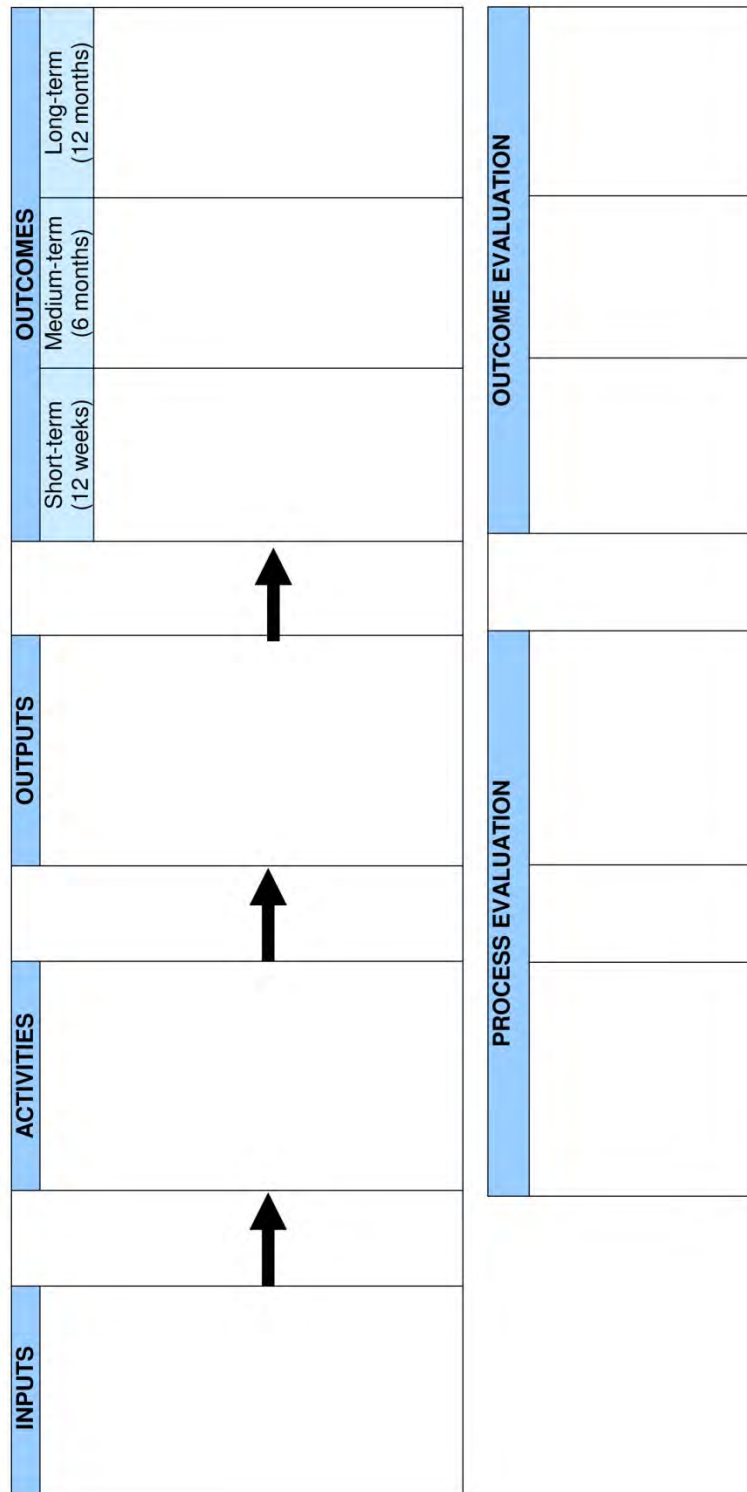 INPUTS
ACTIVITIES
OUTPUTS
OUTCOMES
Short-term
(12 weeks)
Medium-term
(6 months)
Long-term
(12 months)
PROCESS EVALUATION
OUTCOME EVALUATION